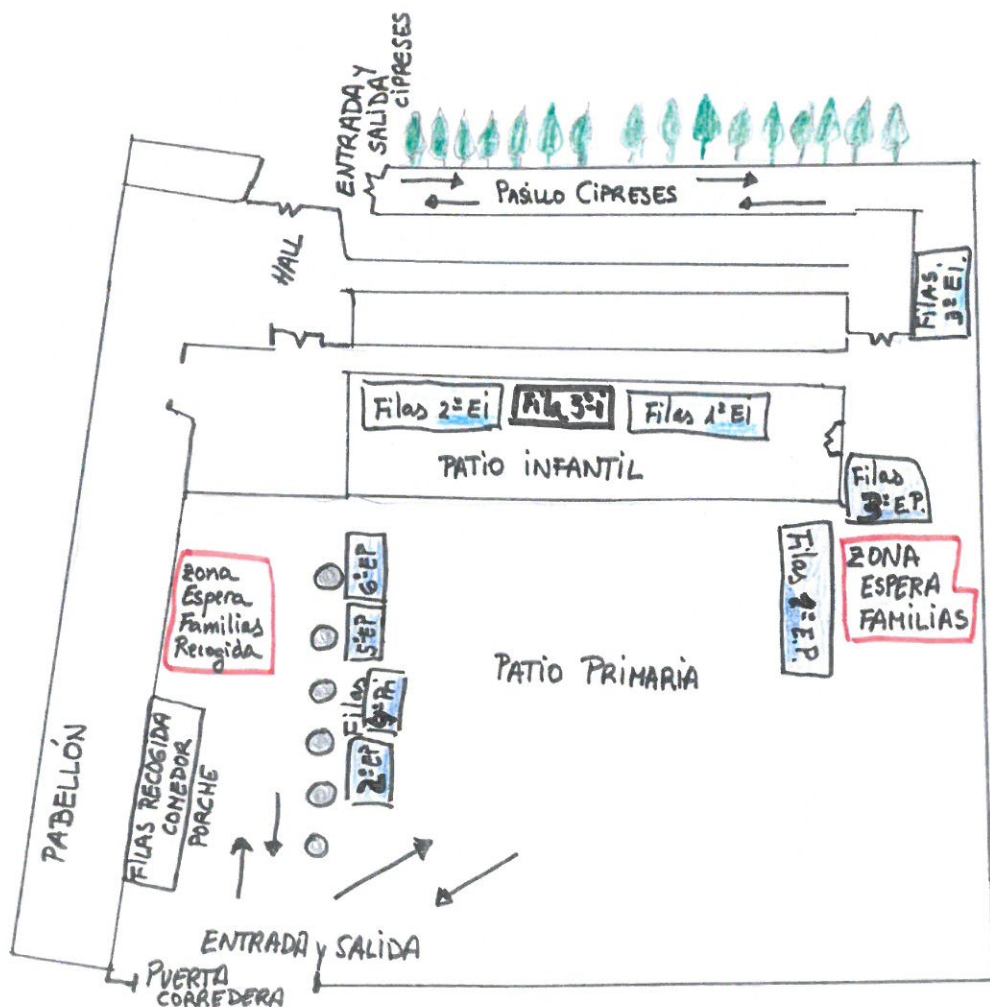 ENTRADA Y
SALIDA
CIPRESES
PASILLO CIPRESES
HALL
Filas
3º EI.
Filas 2º EI
Fila 3º i
Filas 1º EI
PATIO INFANTIL
Filas
3º E.P.
ZONA
ESPERA
FAMILIAS
Filas 1º E.P.
zona
Espera
Familias
Recogida
6º EP
5º EP
Filas
4º Pri
2º EP
PATIO PRIMARIA
PABELLÓN
FILAS RECOGIDA
COMEDOR
PORCHE
ENTRADA y SALIDA
PUERTA
CORREDERA